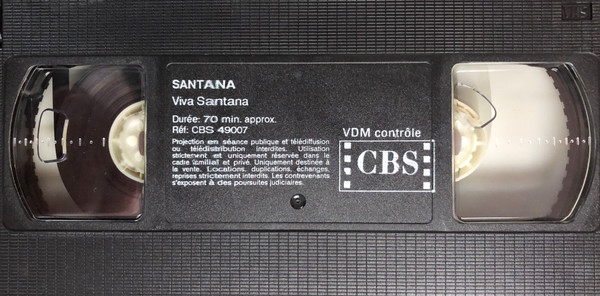 SANTANA
Viva Santana
Durée: 70 min. approx.
Réf: CBS 49007
Projection en séance publique et télédiffusion
ou télédistribution interdites. Utilisation
strictement et uniquement réservée dans le
cadre familial et privé. Uniquement destinée à
la vente. Locations, duplications, échanges,
reprises strictement interdits. Les contrevenants
s'exposent à des poursuites judiciaires.
VDM contrôle
CBS
VHS